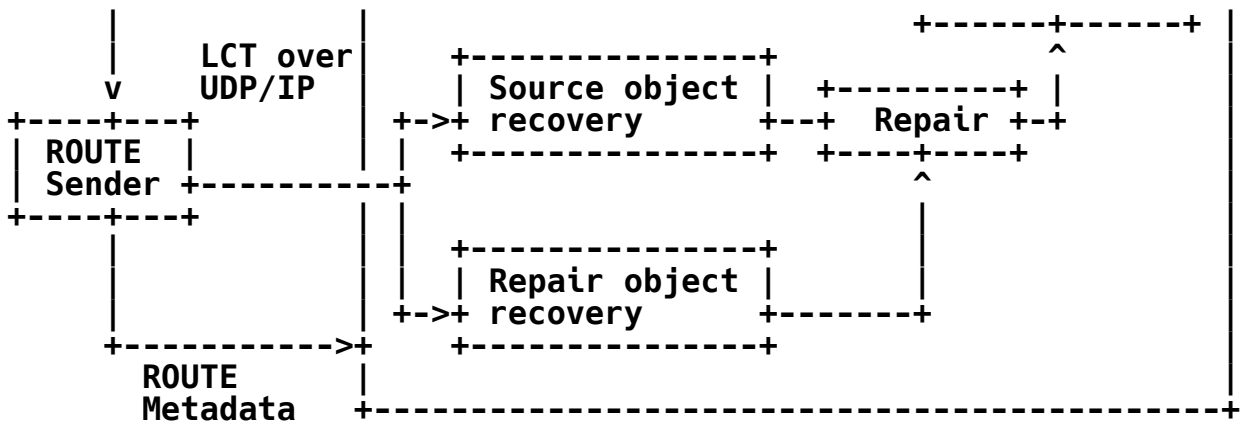 LCT over
UDP/IP
Source object
recovery
Repair
ROUTE
Sender
Repair object
recovery
ROUTE
Metadata